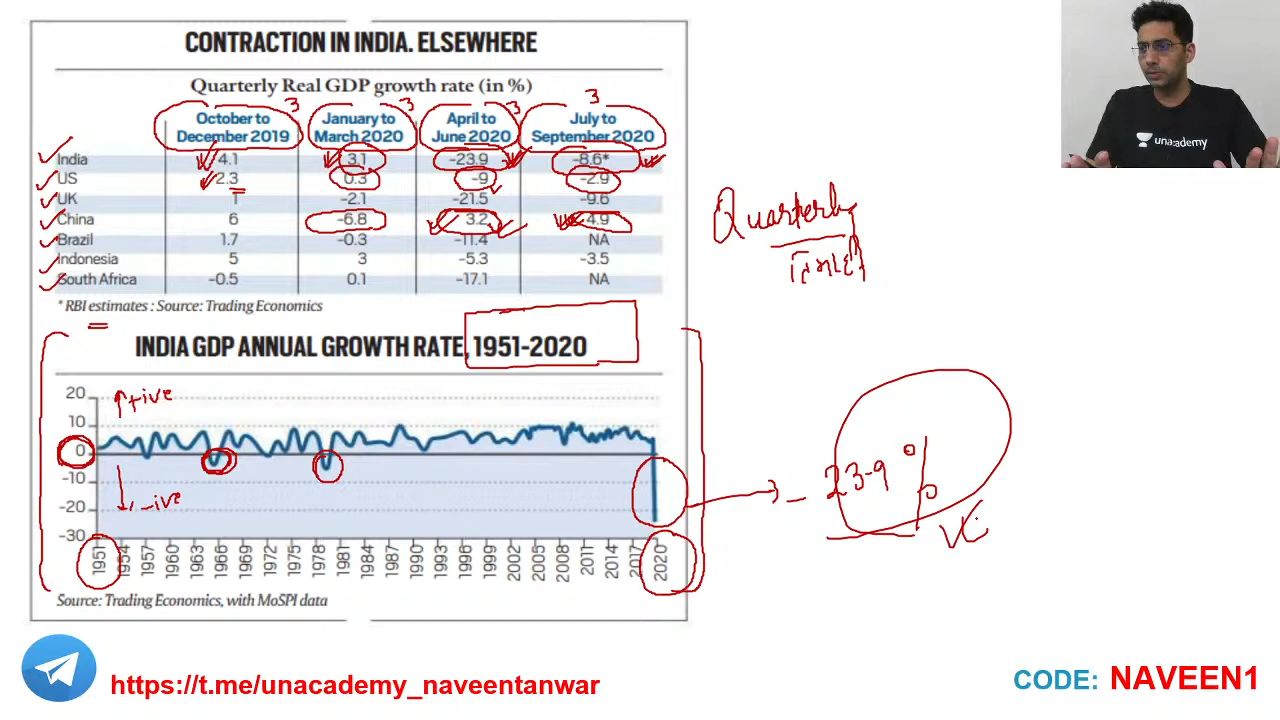 CONTRACTION IN INDIA. ELSEWHERE
Quarterly Real GDP growth rate (in %)
3 3 3 3
October to December 2019 January to March 2020 April to June 2020 July to September 2020
India 4.1 3.1 -23.9 -8.6*
US 2.3 0.3 -9 -2.9
UK 1 -2.1 -21.5 -9.6
China 6 -6.8 3.2 4.9
Brazil 1.7 -0.3 -11.4 NA
Indonesia 5 3 -5.3 -3.5
South Africa -0.5 0.1 -17.1 NA
* RBI estimates : Source: Trading Economics
INDIA GDP ANNUAL GROWTH RATE, 1951-2020
20
10
0
-10
-20
-30
+ive
-ive
1951 1954 1957 1960 1963 1966 1969 1972 1975 1978 1981 1984 1987 1990 1993 1996 1999 2002 2005 2008 2011 2014 2017 2020
Source: Trading Economics, with MoSPI data
unacademy
Quarterly
तिमाही
-23.9 %
https://t.me/unacademy_naveentanwar
CODE: NAVEEN1